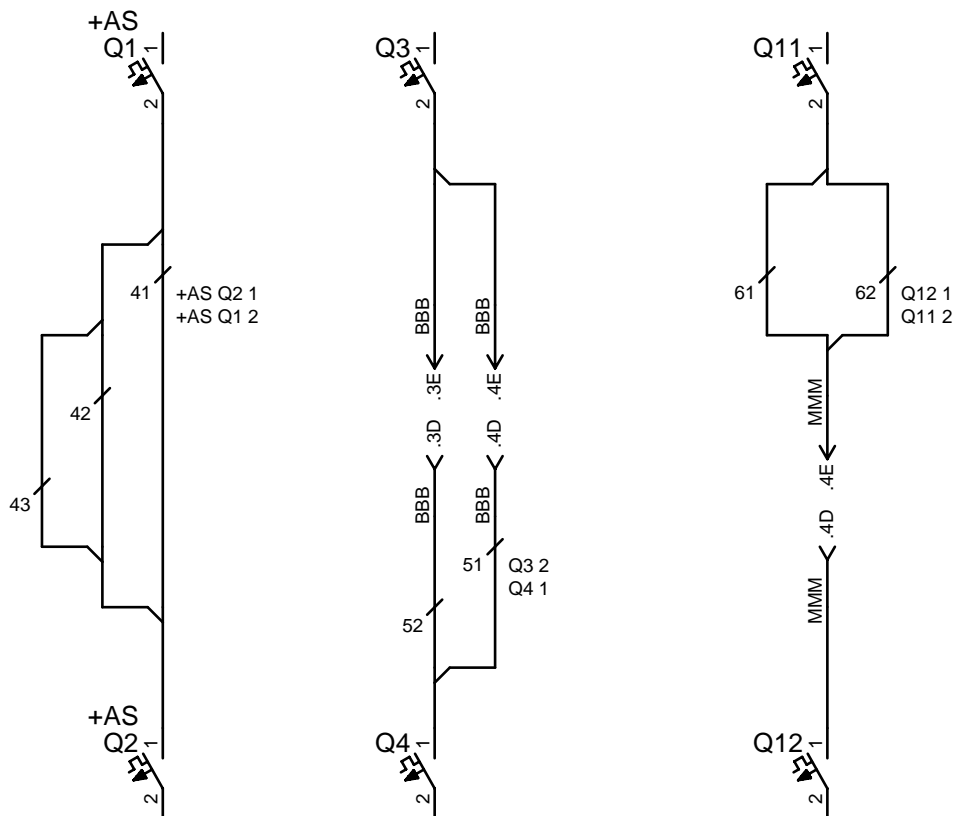 +AS
Q1 1
2
41
+AS Q2 1
+AS Q1 2
42
43
+AS
Q2 1
2
Q3 1
2
BBB BBB
.3E .4E
.3D .4D
BBB BBB
51
Q3 2
Q4 1
52
Q4 1
2
Q11 1
2
61
62
Q12 1
Q11 2
MMM
.4E
.4D
MMM
Q12 1
2